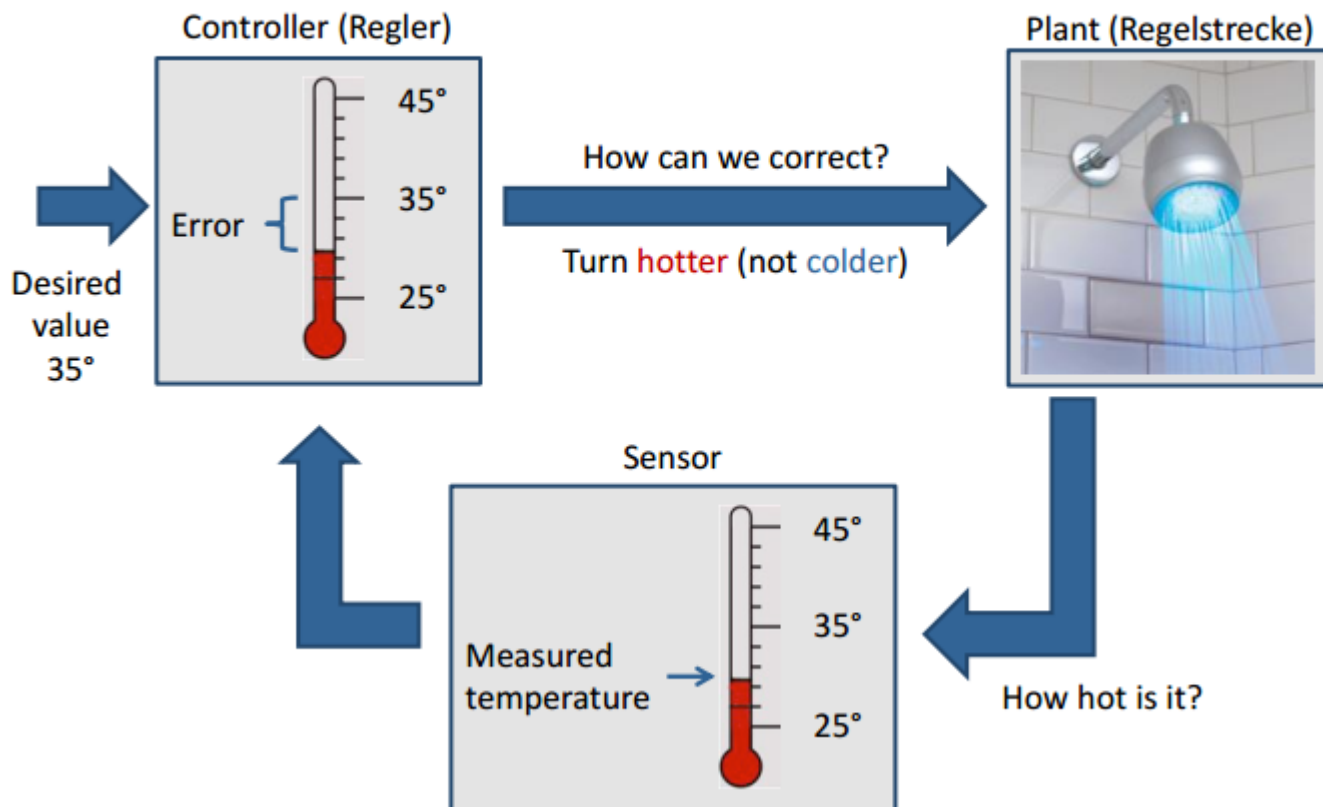 Controller (Regler)
Plant (Regelstrecke)
45°
35°
25°
Error
Desired
value
35°
How can we correct?
Turn hotter (not colder)
Sensor
45°
35°
25°
Measured
temperature
How hot is it?